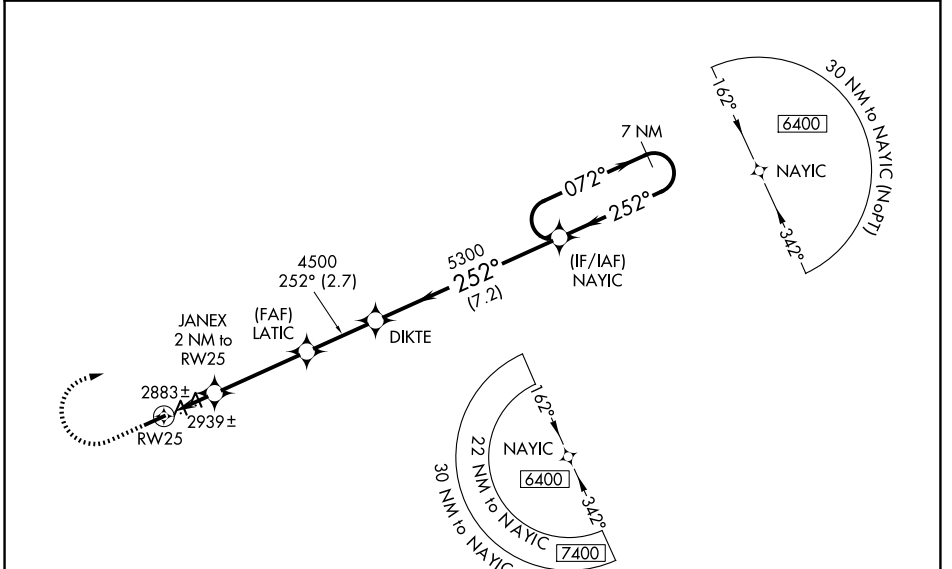 30 NM to NAYIC (NoPT)
162°
6400
NAYIC
342°
7 NM
072°
252°
(IF/IAF)
NAYIC
5300
252°
(7.2)
4500
252° (2.7)
DIKTE
(FAF)
LATIC
JANEX
2 NM to
RW25
2883±
2939±
RW25
162°
NAYIC
6400
342°
22 NM to NAYIC
7400
30 NM to NAYIC